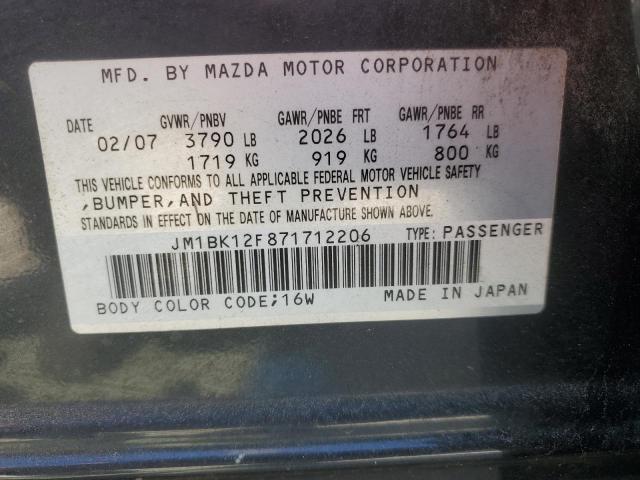 MFD. BY MAZDA MOTOR CORPORATION
DATE GVWR/PNBV GAWR/PNBE FRT GAWR/PNBE RR
02/07 3790 LB 2026 LB 1764 LB
1719 KG 919 KG 800 KG
THIS VEHICLE CONFORMS TO ALL APPLICABLE FEDERAL MOTOR VEHICLE SAFETY
,BUMPER,AND THEFT PREVENTION
STANDARDS IN EFFECT ON THE DATE OF MANUFACTURE SHOWN ABOVE.
JM1BK12F871712206 TYPE: PASSENGER
BODY COLOR CODE;16W MADE IN JAPAN